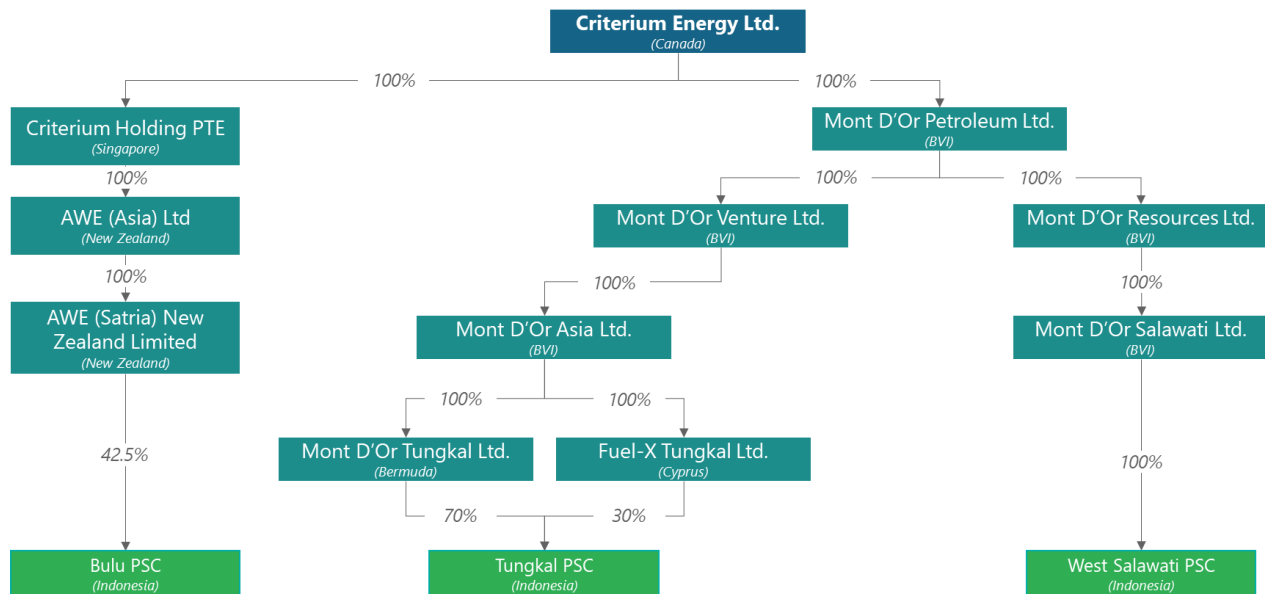 Criterium Energy Ltd.
(Canada)
100%
100%
Criterium Holding PTE
(Singapore)
Mont D'Or Petroleum Ltd.
(BVI)
100%
100%
100%
AWE (Asia) Ltd
(New Zealand)
Mont D'Or Venture Ltd.
(BVI)
Mont D'Or Resources Ltd.
(BVI)
100%
100%
100%
AWE (Satria) New
Zealand Limited
(New Zealand)
Mont D'Or Asia Ltd.
(BVI)
Mont D'Or Salawati Ltd.
(BVI)
100%
100%
Mont D'Or Tungkal Ltd.
(Bermuda)
Fuel-X Tungkal Ltd.
(Cyprus)
42.5%
100%
70%
30%
Bulu PSC
(Indonesia)
Tungkal PSC
(Indonesia)
West Salawati PSC
(Indonesia)